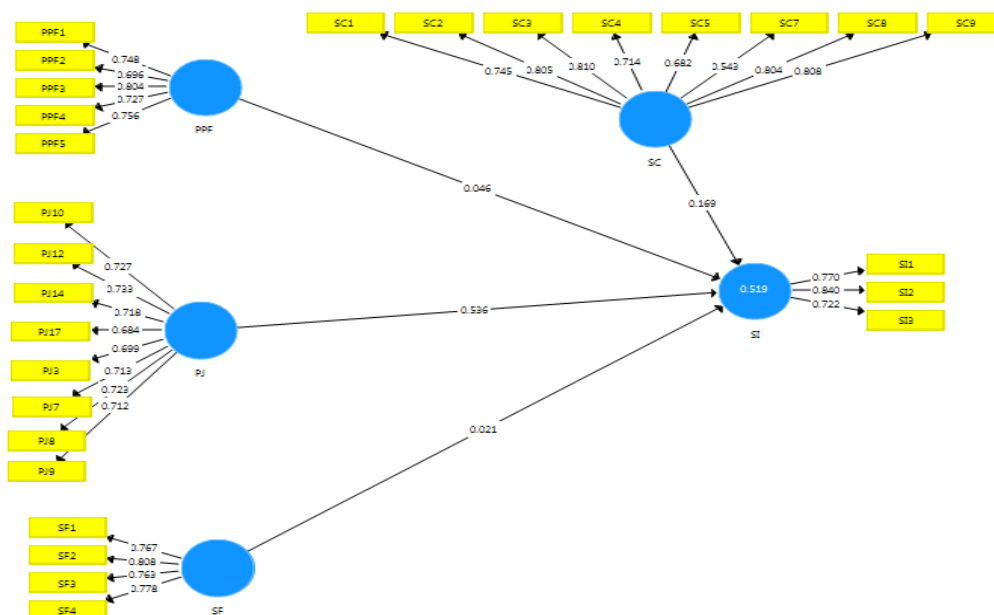 SC1 SC2 SC3 SC4 SC5 SC7 SC8 SC9
0.745 0.805 0.810 0.714 0.682 0.543 0.804 0.808
SC
PPF1
PPF2
PPF3
PPF4
PPF5
0.748
0.696
0.804
0.727
0.756
PPF
0.046
0.169
PJ10
PJ12
PJ14
PJ17
PJ3
PJ7
PJ8
PJ9
0.727
0.733
0.718
0.684
0.699
0.713
0.723
0.712
PJ
0.536
0.519
SI
0.770
0.840
0.722
SI1
SI2
SI3
0.021
SF1
SF2
SF3
SF4
0.767
0.808
0.763
0.778
SF